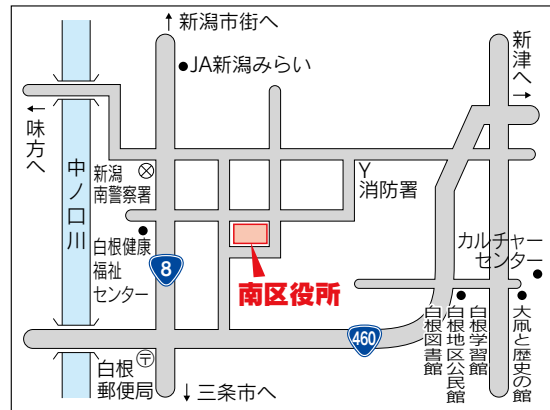 ↑新潟市街へ
●JA新潟みらい
新津へ→
←味方へ
中ノ口川
新潟
南警察署
Y
消防署
白根健康
福祉
センター
8
南区役所
カルチャー
センター
460
白根図書館
白根地区公民館
白根学習館
大凧と歴史の館
白根
郵便局
〒
↓三条市へ